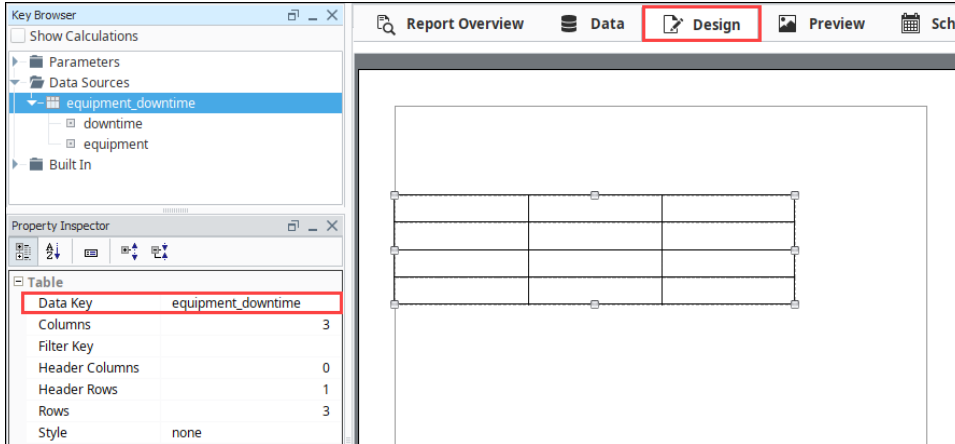 Key Browser
Show Calculations
Parameters
Data Sources
equipment_downtime
downtime
equipment
Built In
Property Inspector
Table
Data Key equipment_downtime
Columns 3
Filter Key
Header Columns 0
Header Rows 1
Rows 3
Style none
Report Overview Data Design Preview Sch